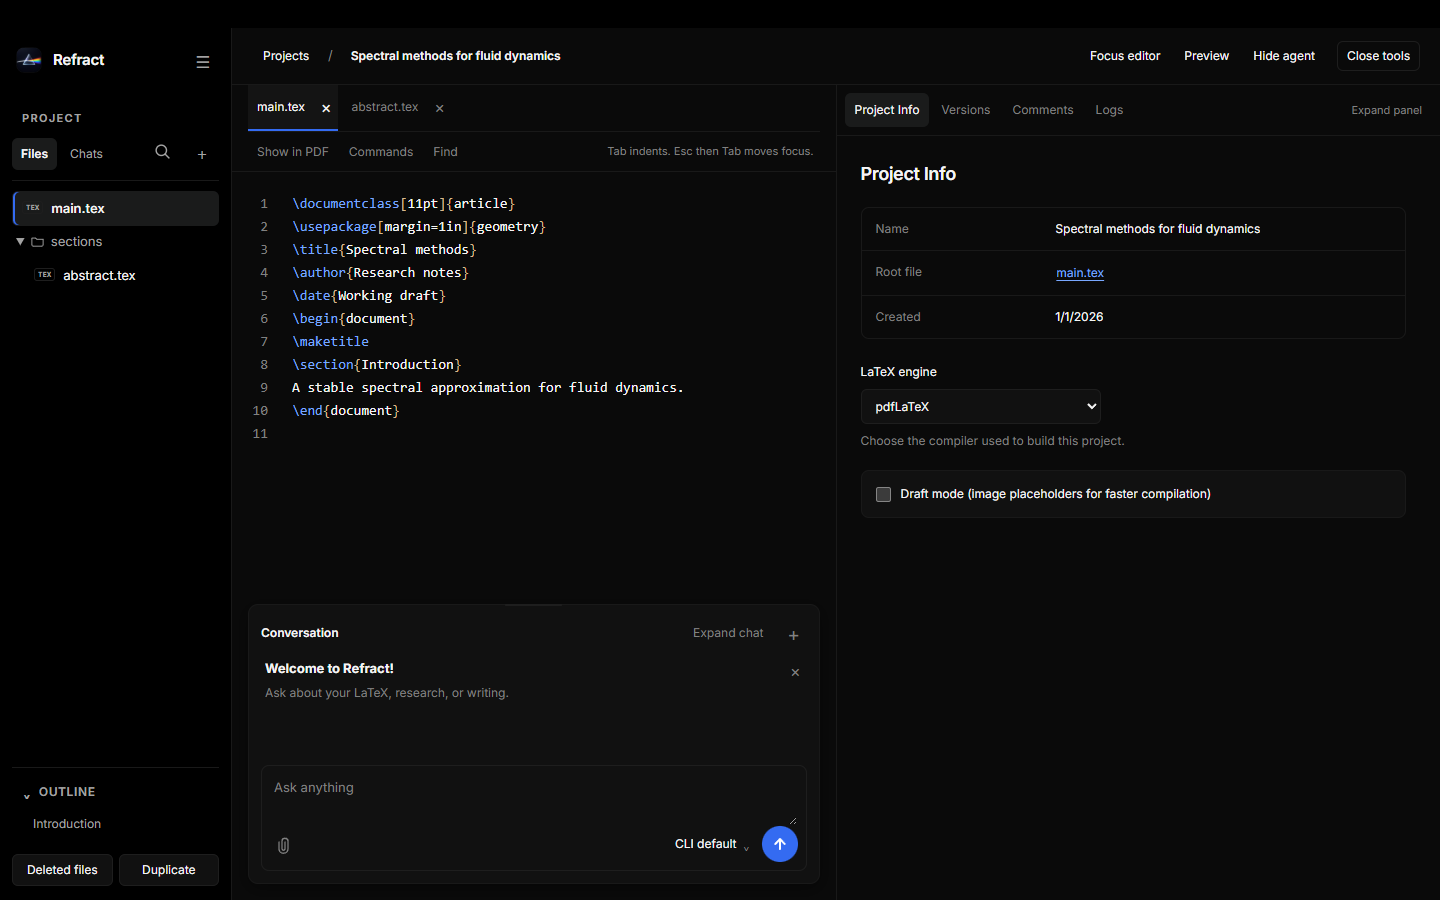 Refract
PROJECT
Files Chats +
TEX main.tex
sections
TEX abstract.tex
OUTLINE
Introduction
Deleted files Duplicate
Projects / Spectral methods for fluid dynamics
Focus editor Preview Hide agent Close tools
main.tex × abstract.tex ×
Show in PDF Commands Find Tab indents. Esc then Tab moves focus.
1 \documentclass[11pt]{article}
2 \usepackage[margin=1in]{geometry}
3 \title{Spectral methods}
4 \author{Research notes}
5 \date{Working draft}
6 \begin{document}
7 \maketitle
8 \section{Introduction}
9 A stable spectral approximation for fluid dynamics.
10 \end{document}
11
Conversation Expand chat +
Welcome to Refract! ×
Ask about your LaTeX, research, or writing.
Ask anything
CLI default
Project Info Versions Comments Logs Expand panel
Project Info
Name Spectral methods for fluid dynamics
Root file main.tex
Created 1/1/2026
LaTeX engine
pdfLaTeX
Choose the compiler used to build this project.
Draft mode (image placeholders for faster compilation)